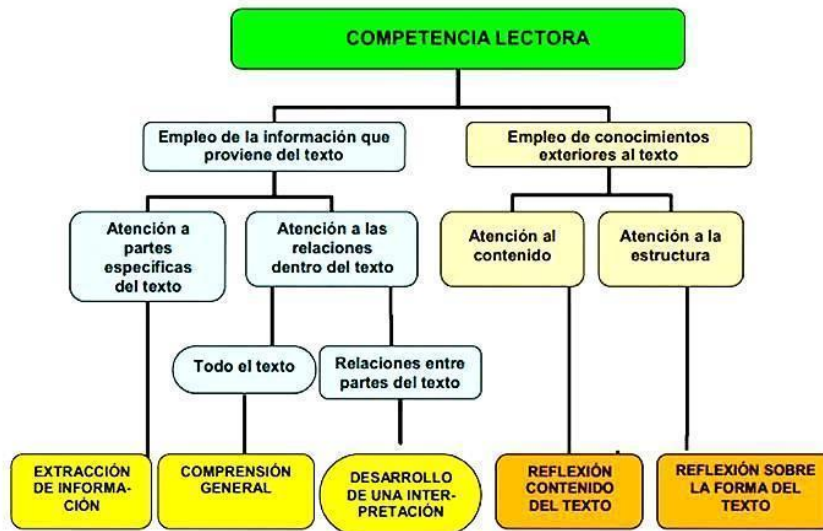 COMPETENCIA LECTORA
Empleo de la información que
proviene del texto
Empleo de conocimientos
exteriores al texto
Atención a
partes
específicas
del texto
Atención a las
relaciones
dentro del texto
Atención al
contenido
Atención a la
estructura
Todo el texto
Relaciones entre
partes del texto
EXTRACCIÓN
DE INFORMA-
CIÓN
COMPRENSIÓN
GENERAL
DESARROLLO
DE UNA INTER-
PRETACIÓN
REFLEXIÓN
CONTENIDO
DEL TEXTO
REFLEXIÓN SOBRE
LA FORMA DEL
TEXTO